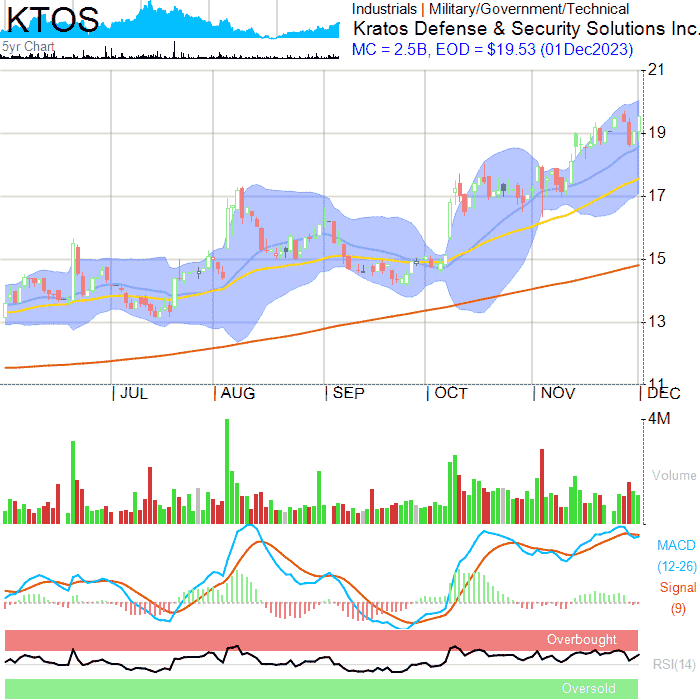 KTOS
Industrials | Military/Government/Technical
Kratos Defense & Security Solutions Inc.
5yr Chart
MC = 2.5B, EOD = $19.53 (01Dec2023)
21
19
17
15
13
11
JUL AUG SEP OCT NOV DEC
4M
Volume
MACD
(12-26)
Signal
(9)
Overbought
RSI(14)
Oversold